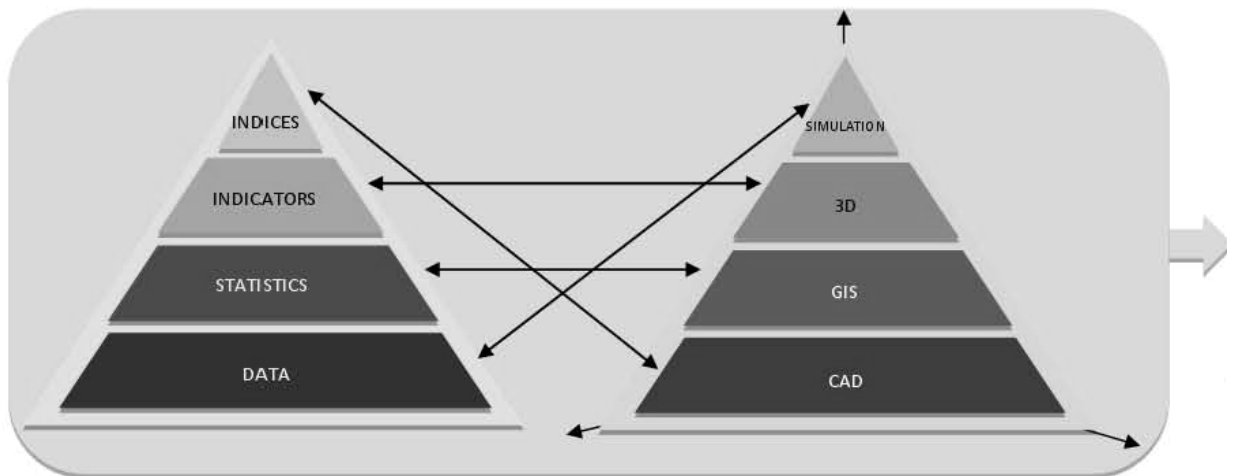 INDICES
INDICATORS
STATISTICS
DATA
SIMULATION
3D
GIS
CAD